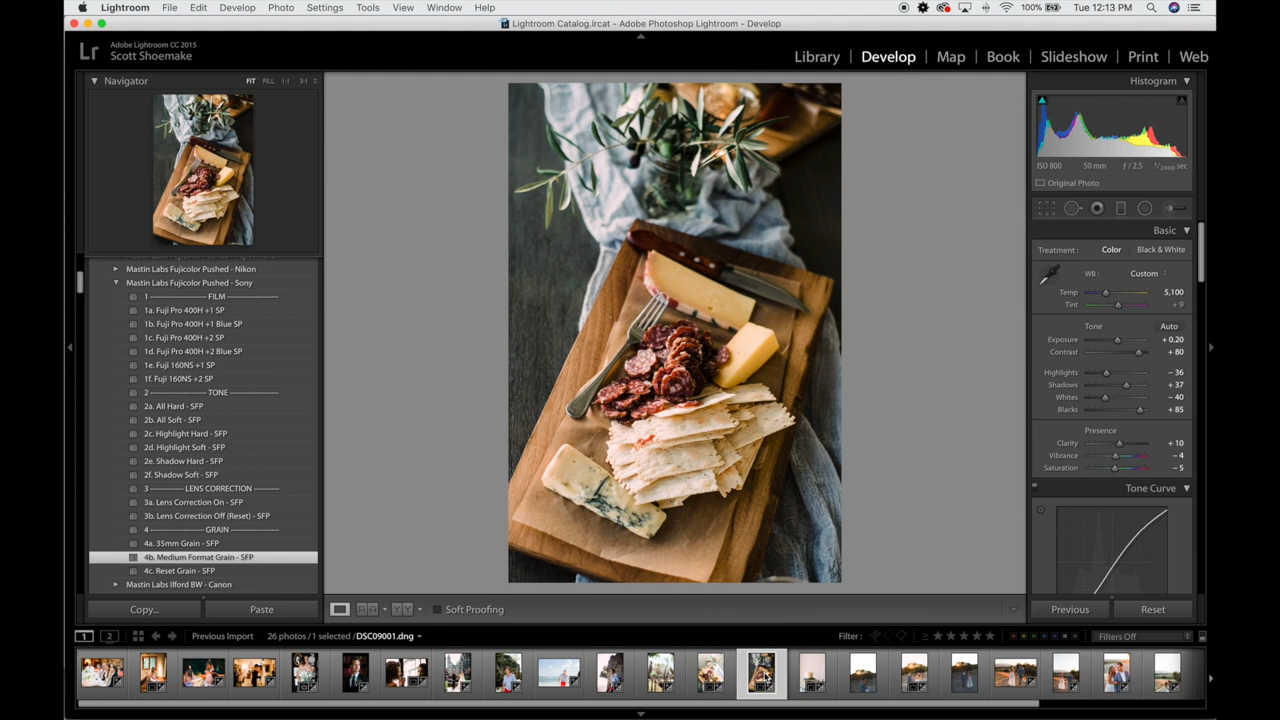 Lightroom File Edit Develop Photo Settings Tools View Window Help 100% Tue 12:13 PM
Lightroom Catalog.lrcat - Adobe Photoshop Lightroom - Develop
Lr Adobe Lightroom CC 2015
Scott Shoemake
Library | Develop | Map | Book | Slideshow | Print | Web
Navigator FIT FILL 1:1 3:1
Histogram
ISO 800 50 mm ƒ / 2.5 1/2000 sec
Original Photo
Basic
Treatment : Color Black & White
WB : Custom
Temp 5,100
Tint + 9
Tone Auto
Exposure + 0.20
Contrast + 80
Highlights − 36
Shadows + 37
Whites − 40
Blacks + 85
Presence
Clarity + 10
Vibrance − 4
Saturation − 5
Tone Curve
Mastin Labs Fujicolor Pushed - Nikon
Mastin Labs Fujicolor Pushed - Sony
1 ---------------------- FILM ----------------------
1a. Fuji Pro 400H +1 SP
1b. Fuji Pro 400H +1 Blue SP
1c. Fuji Pro 400H +2 SP
1d. Fuji Pro 400H +2 Blue SP
1e. Fuji 160NS +1 SP
1f. Fuji 160NS +2 SP
2 ---------------------- TONE ----------------------
2a. All Hard - SFP
2b. All Soft - SFP
2c. Highlight Hard - SFP
2d. Highlight Soft - SFP
2e. Shadow Hard - SFP
2f. Shadow Soft - SFP
3 ------------- LENS CORRECTION ----------
3a. Lens Correction On - SFP
3b. Lens Correction Off (Reset) - SFP
4 ---------------------- GRAIN --------------------
4a. 35mm Grain - SFP
4b. Medium Format Grain - SFP
4c. Reset Grain - SFP
Mastin Labs Ilford BW - Canon
Copy... Paste
Soft Proofing
Previous Reset
1 2 Previous Import 26 photos / 1 selected / DSC09001.dng Filter : Filters Off